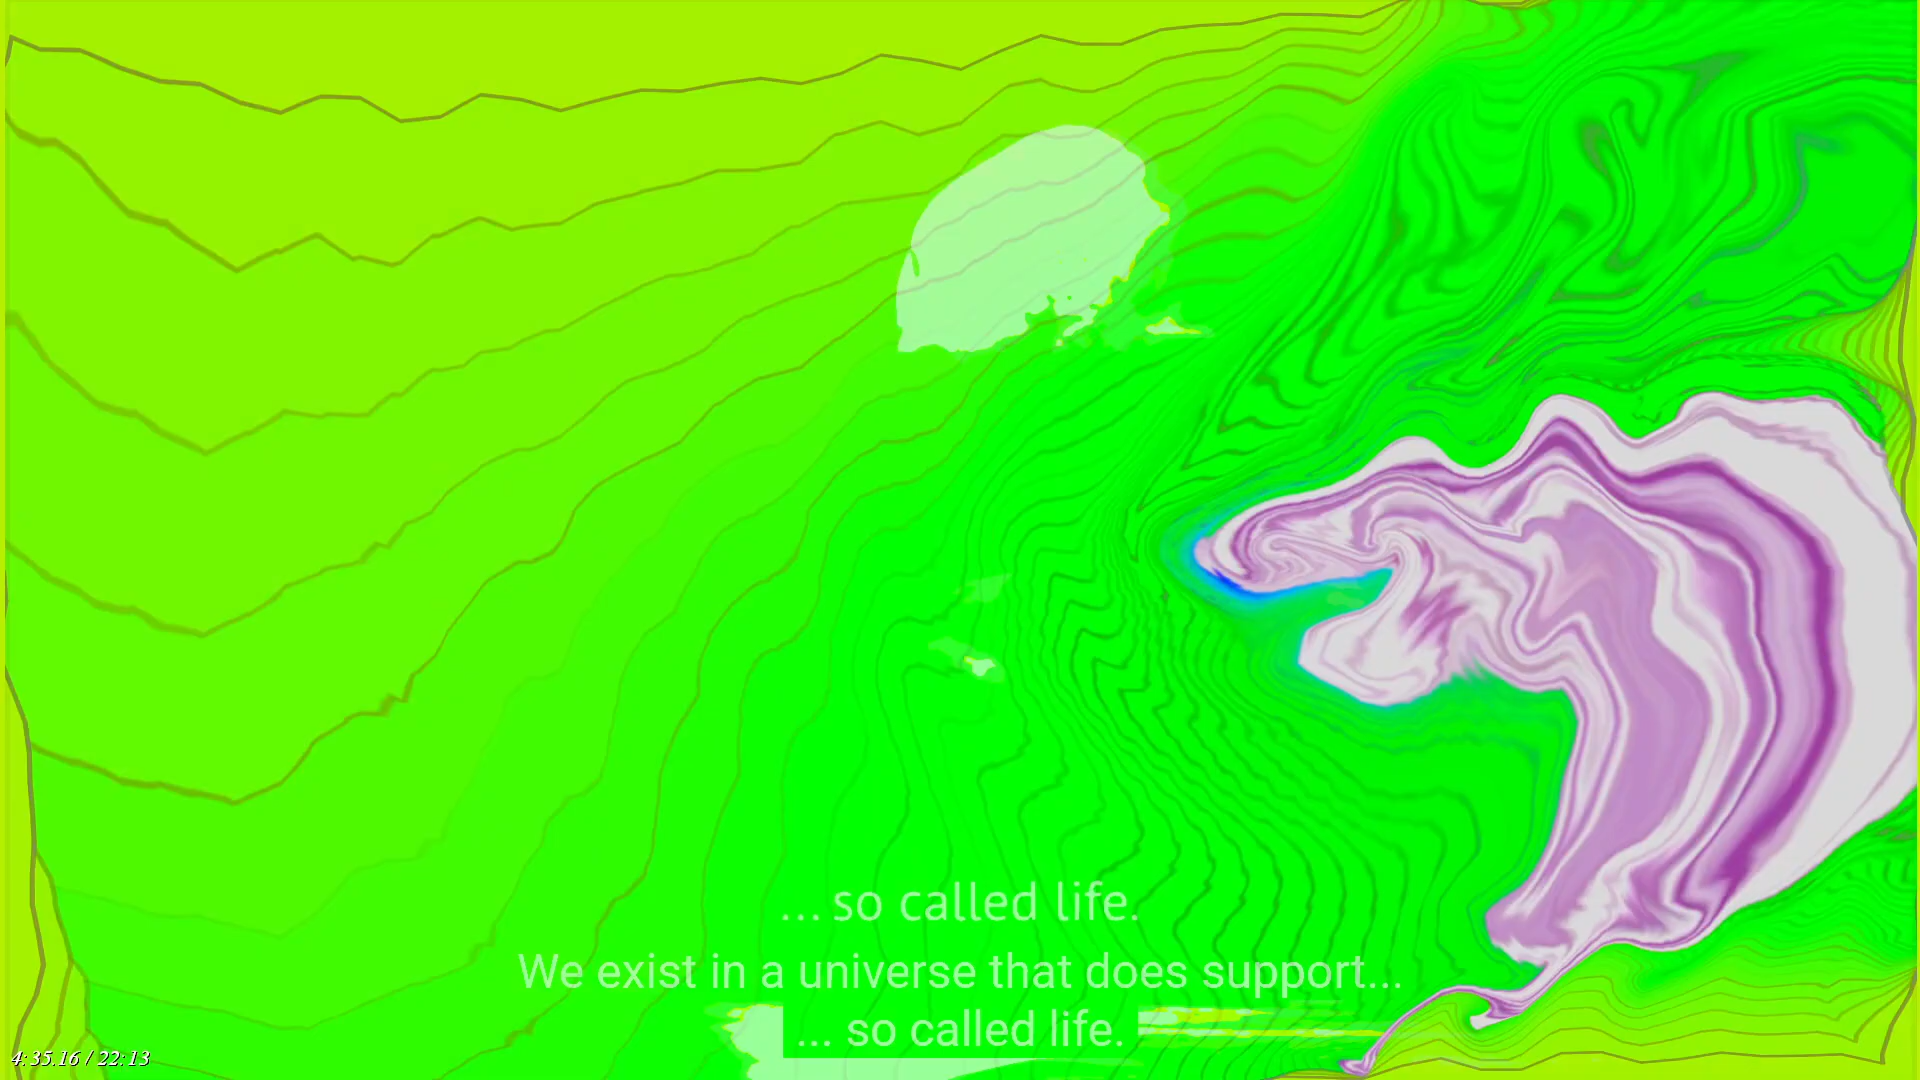 ... so called life.
We exist in a universe that does support...
... so called life.
4:35.16 / 22:13